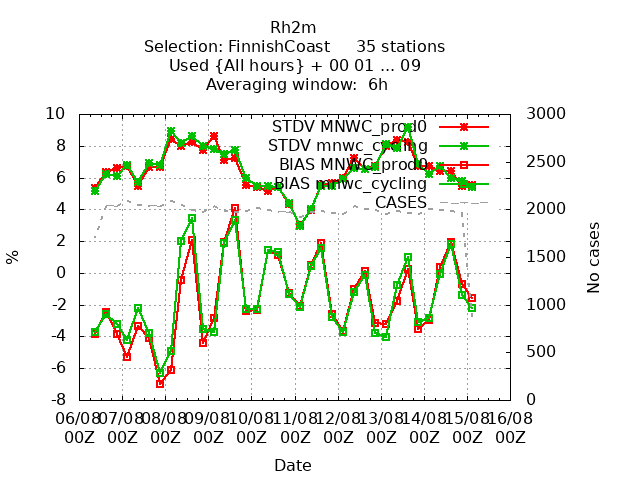 Rh2m
Selection: FinnishCoast 35 stations
Used {All hours} + 00 01 ... 09
Averaging window: 6h
10 3000
STDV MNWC_prod0
8 STDV mnwc_cycling 2500
BIAS MNWC_prod0
6 BIAS mnwc_cycling
4 CASES 2000
2 1500
% 0 No cases
-2 1000
-4
-6 500
-8 0
06/08 07/08 08/08 09/08 10/08 11/08 12/08 13/08 14/08 15/08 16/08
00Z 00Z 00Z 00Z 00Z 00Z 00Z 00Z 00Z 00Z 00Z
Date